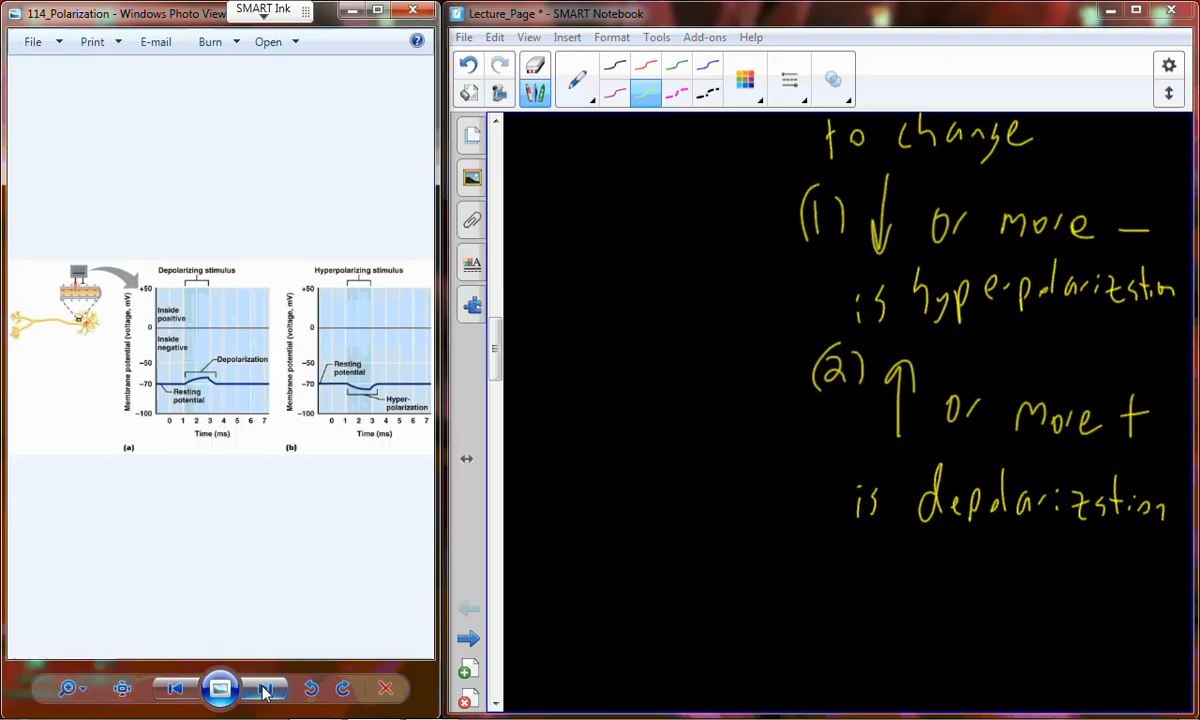 114_Polarization - Windows Photo View
SMART Ink
File Print E-mail Burn Open
Depolarizing stimulus
Membrane potential (voltage, mV)
+50
0
-50
-70
-100
Inside
positive
Inside
negative
Depolarization
Resting
potential
0 1 2 3 4 5 6 7
Time (ms)
(a)
Hyperpolarizing stimulus
Membrane potential (voltage, mV)
+50
0
-50
-70
-100
Resting
potential
Hyper-
polarization
0 1 2 3 4 5 6 7
Time (ms)
(b)
Lecture_Page * - SMART Notebook
File Edit View Insert Format Tools Add-ons Help
to change
(1) ↓ or more –
is hyperpolarization
(2) ↑ or more +
is depolarization